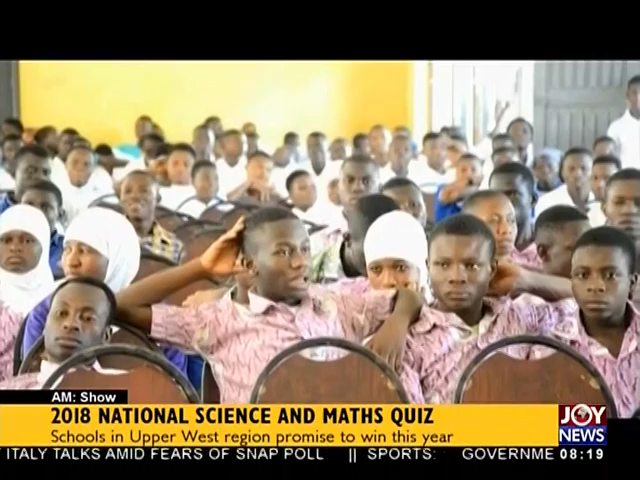 AM: Show
2018 NATIONAL SCIENCE AND MATHS QUIZ
Schools in Upper West region promise to win this year
JOY
NEWS
ITALY TALKS AMID FEARS OF SNAP POLL || SPORTS: GOVERNME 08:19